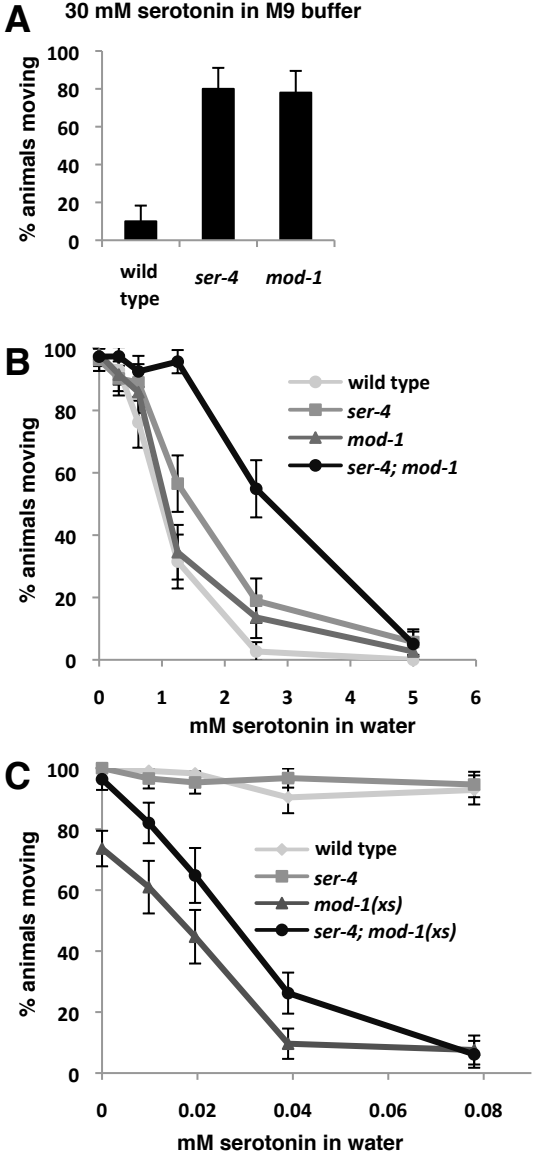 A
30 mM serotonin in M9 buffer
% animals moving
100
80
60
40
20
0
wild type
ser-4
mod-1
B
% animals moving
100
80
60
40
20
0
wild type
ser-4
mod-1
ser-4; mod-1
0 1 2 3 4 5 6
mM serotonin in water
C
% animals moving
100
80
60
40
20
0
wild type
ser-4
mod-1(xs)
ser-4; mod-1(xs)
0 0.02 0.04 0.06 0.08
mM serotonin in water